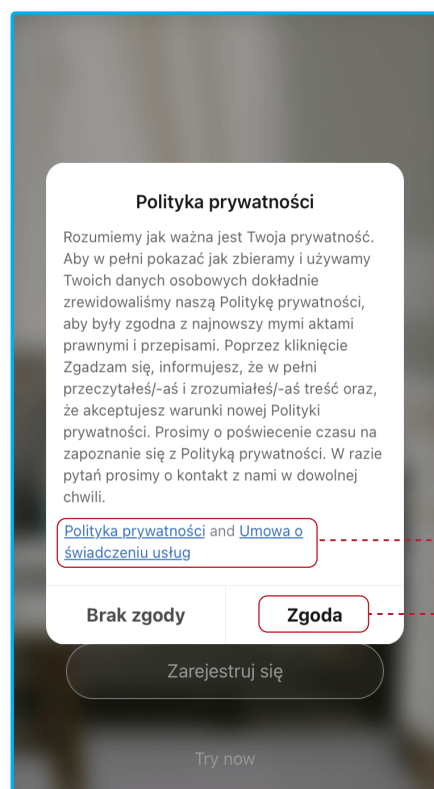 Polityka prywatności
Rozumiemy jak ważna jest Twoja prywatność.
Aby w pełni pokazać jak zbieramy i używamy
Twoich danych osobowych dokładnie
zrewidowaliśmy naszą Politykę prywatności,
aby były zgodna z najnowszy mymi aktami
prawnymi i przepisami. Poprzez kliknięcie
Zgadzam się, informujesz, że w pełni
przeczytałeś/-aś i zrozumiałeś/-aś treść oraz,
że akceptujesz warunki nowej Polityki
prywatności. Prosimy o poświecenie czasu na
zapoznanie się z Polityką prywatności. W razie
pytań prosimy o kontakt z nami w dowolnej
chwili.
Polityka prywatności and Umowa o
świadczeniu usług
Brak zgody Zgoda
Zarejestruj się
Try now